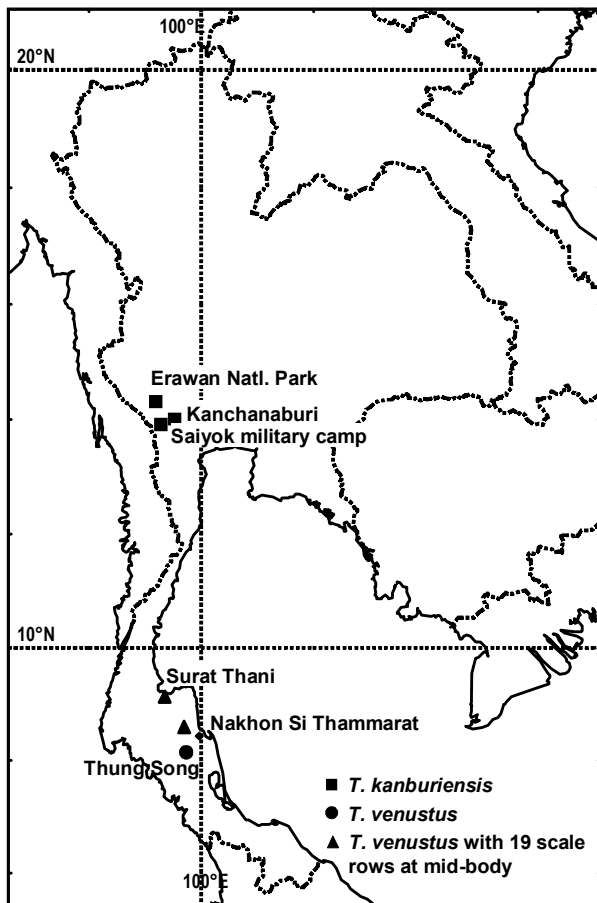 100°E
20°N
Erawan Natl. Park
Kanchanaburi
Saiyok military camp
10°N
Surat Thani
Nakhon Si Thammarat
Thung Song
T. kanburiensis
T. venustus
T. venustus with 19 scale
rows at mid-body
100°E